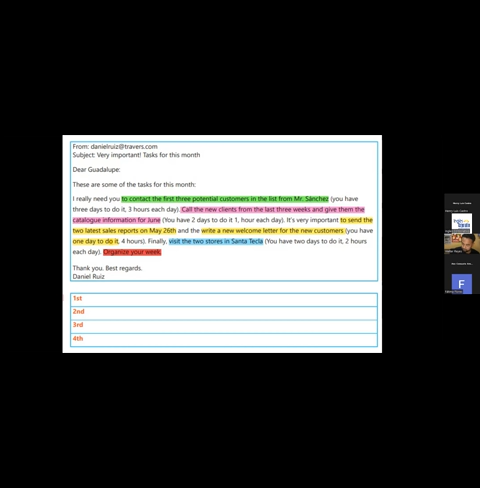 From: danielruiz@travers.com
Subject: Very important! Tasks for this month
Dear Guadalupe:
These are some of the tasks for this month:
I really need you to contact the first three potential customers in the list from Mr. Sánchez (you have
three days to do it, 3 hours each day). Call the new clients from the last three weeks and give them the
catalogue information for June (You have 2 days to do it 1, hour each day). It's very important to send the
two latest sales reports on May 26th and the write a new welcome letter for the new customers (you have
one day to do it, 4 hours). Finally, visit the two stores in Santa Tecla (You have two days to do it, 2 hours
each day). Organize your week.
Thank you. Best regards.
Daniel Ruiz
1st
2nd
3rd
4th
F